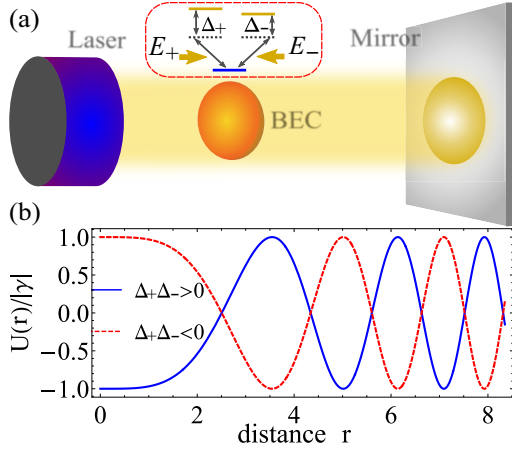 (a)
Laser
Δ₊ Δ₋
E₊ E₋
Mirror
BEC
(b)
U(r)/|γ|
1.0
0.5
0.0
−0.5
−1.0
Δ₊Δ₋>0
Δ₊Δ₋<0
0 2 4 6 8
distance r